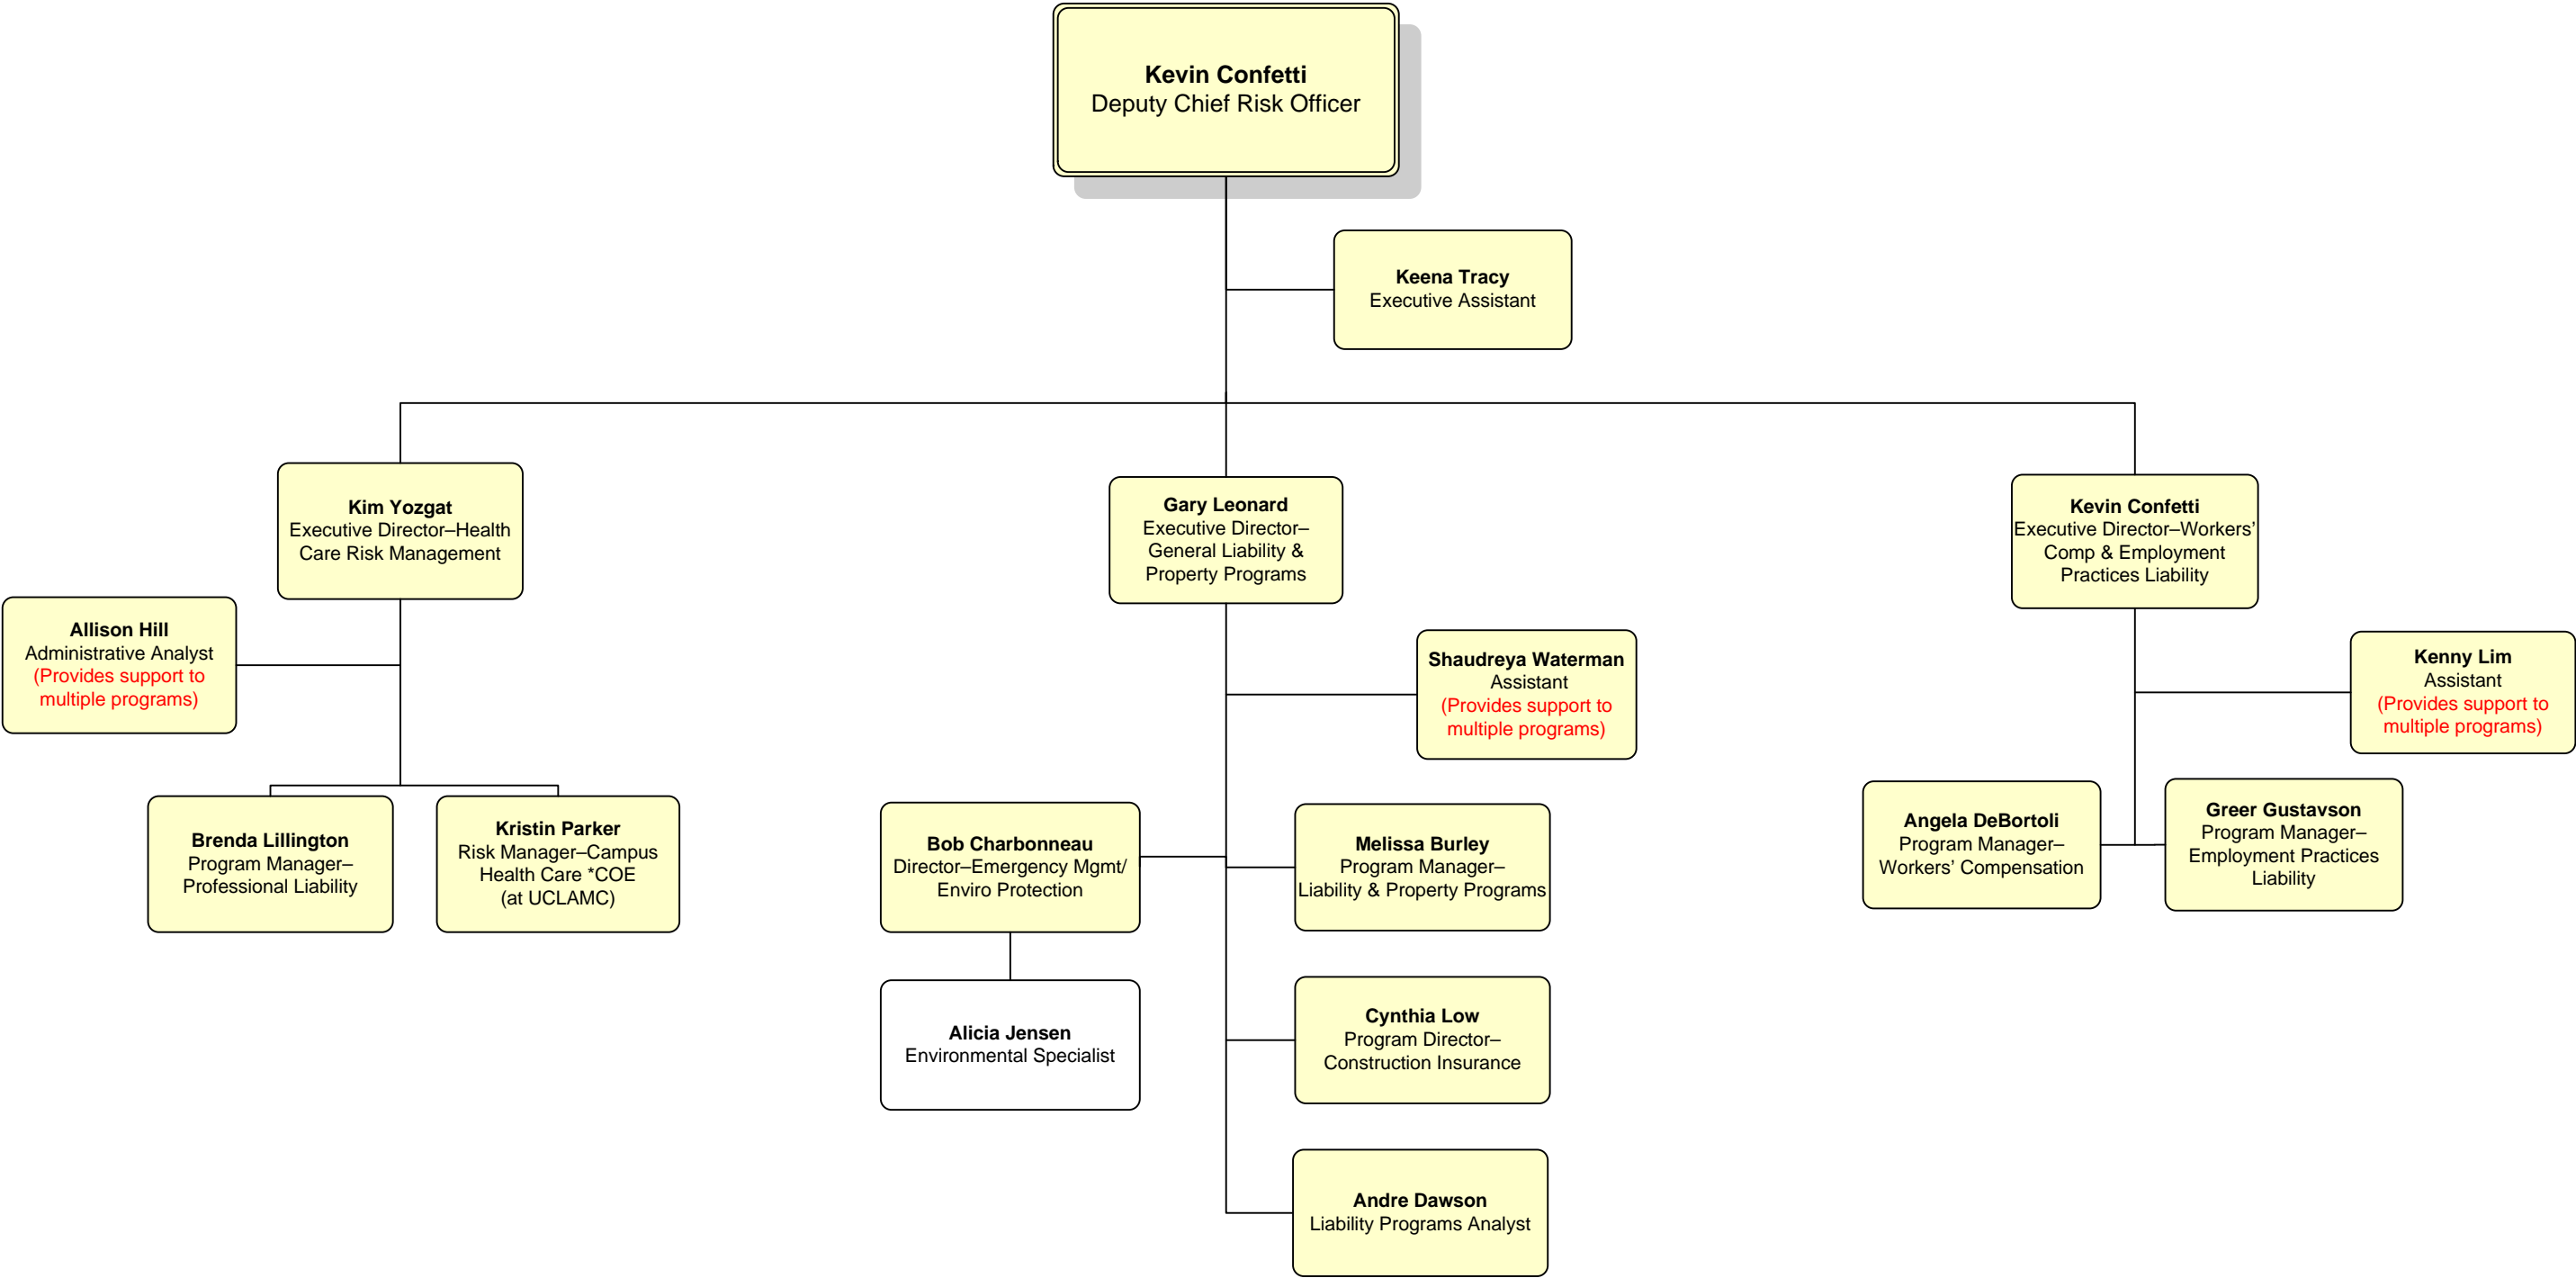 Kevin Confetti
Deputy Chief Risk Officer
Keena Tracy
Executive Assistant
Kim Yozgat
Executive Director–Health
Care Risk Management
Gary Leonard
Executive Director–
General Liability &
Property Programs
Kevin Confetti
Executive Director–Workers’
Comp & Employment
Practices Liability
Allison Hill
Administrative Analyst
(Provides support to
multiple programs)
Shaudreya Waterman
Assistant
(Provides support to
multiple programs)
Kenny Lim
Assistant
(Provides support to
multiple programs)
Brenda Lillington
Program Manager–
Professional Liability
Kristin Parker
Risk Manager–Campus
Health Care *COE
(at UCLAMC)
Bob Charbonneau
Director–Emergency Mgmt/
Enviro Protection
Melissa Burley
Program Manager–
Liability & Property Programs
Angela DeBortoli
Program Manager–
Workers’ Compensation
Greer Gustavson
Program Manager–
Employment Practices
Liability
Alicia Jensen
Environmental Specialist
Cynthia Low
Program Director–
Construction Insurance
Andre Dawson
Liability Programs Analyst